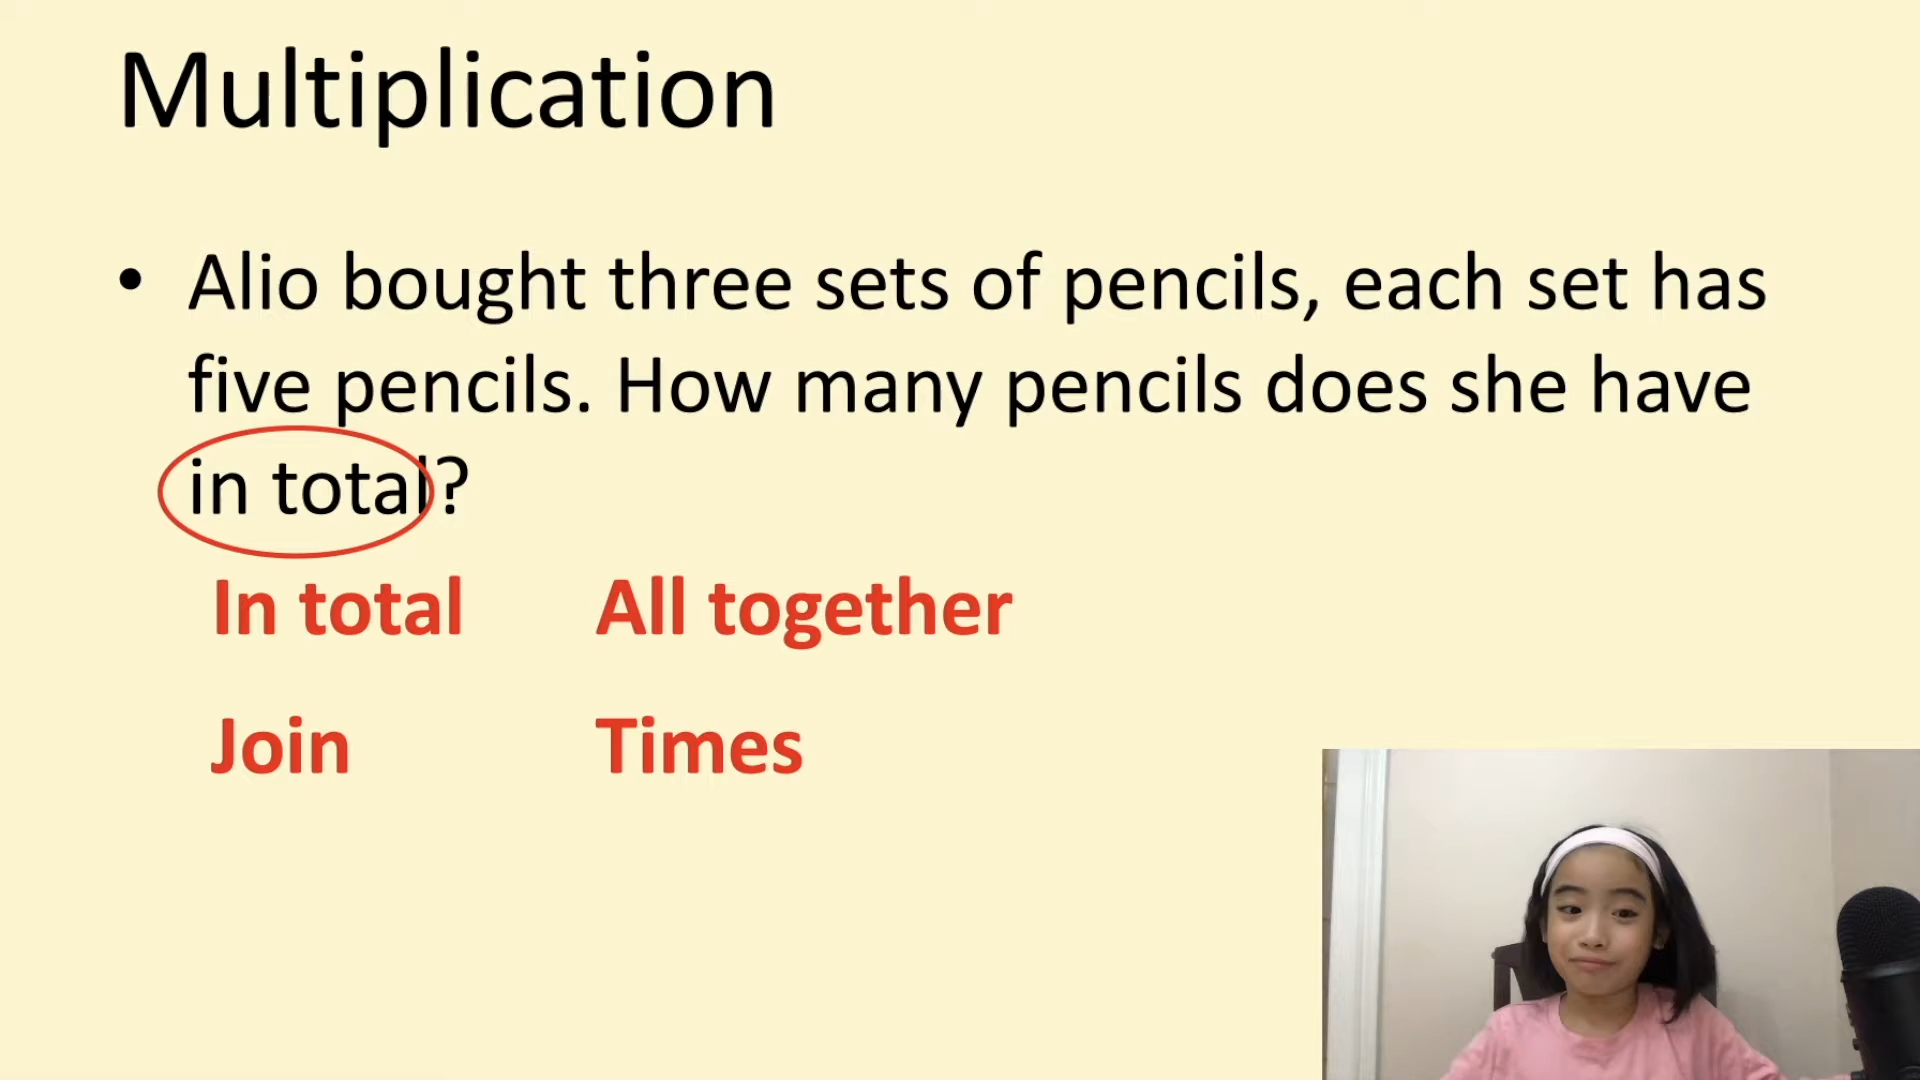 Multiplication
• Alio bought three sets of pencils, each set has
five pencils. How many pencils does she have
in total?
In total All together
Join Times